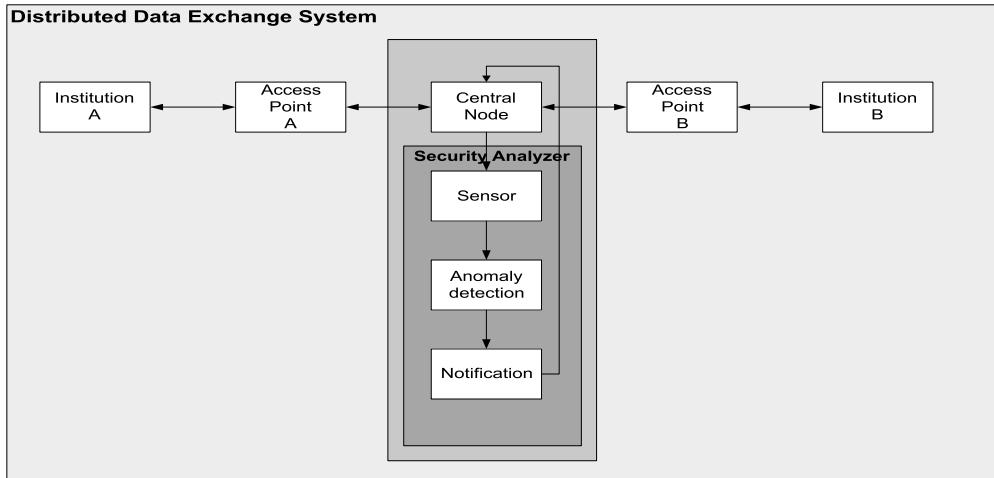 Distributed Data Exchange System
Institution
A
Access
Point
A
Central
Node
Access
Point
B
Institution
B
Security Analyzer
Sensor
Anomaly
detection
Notification